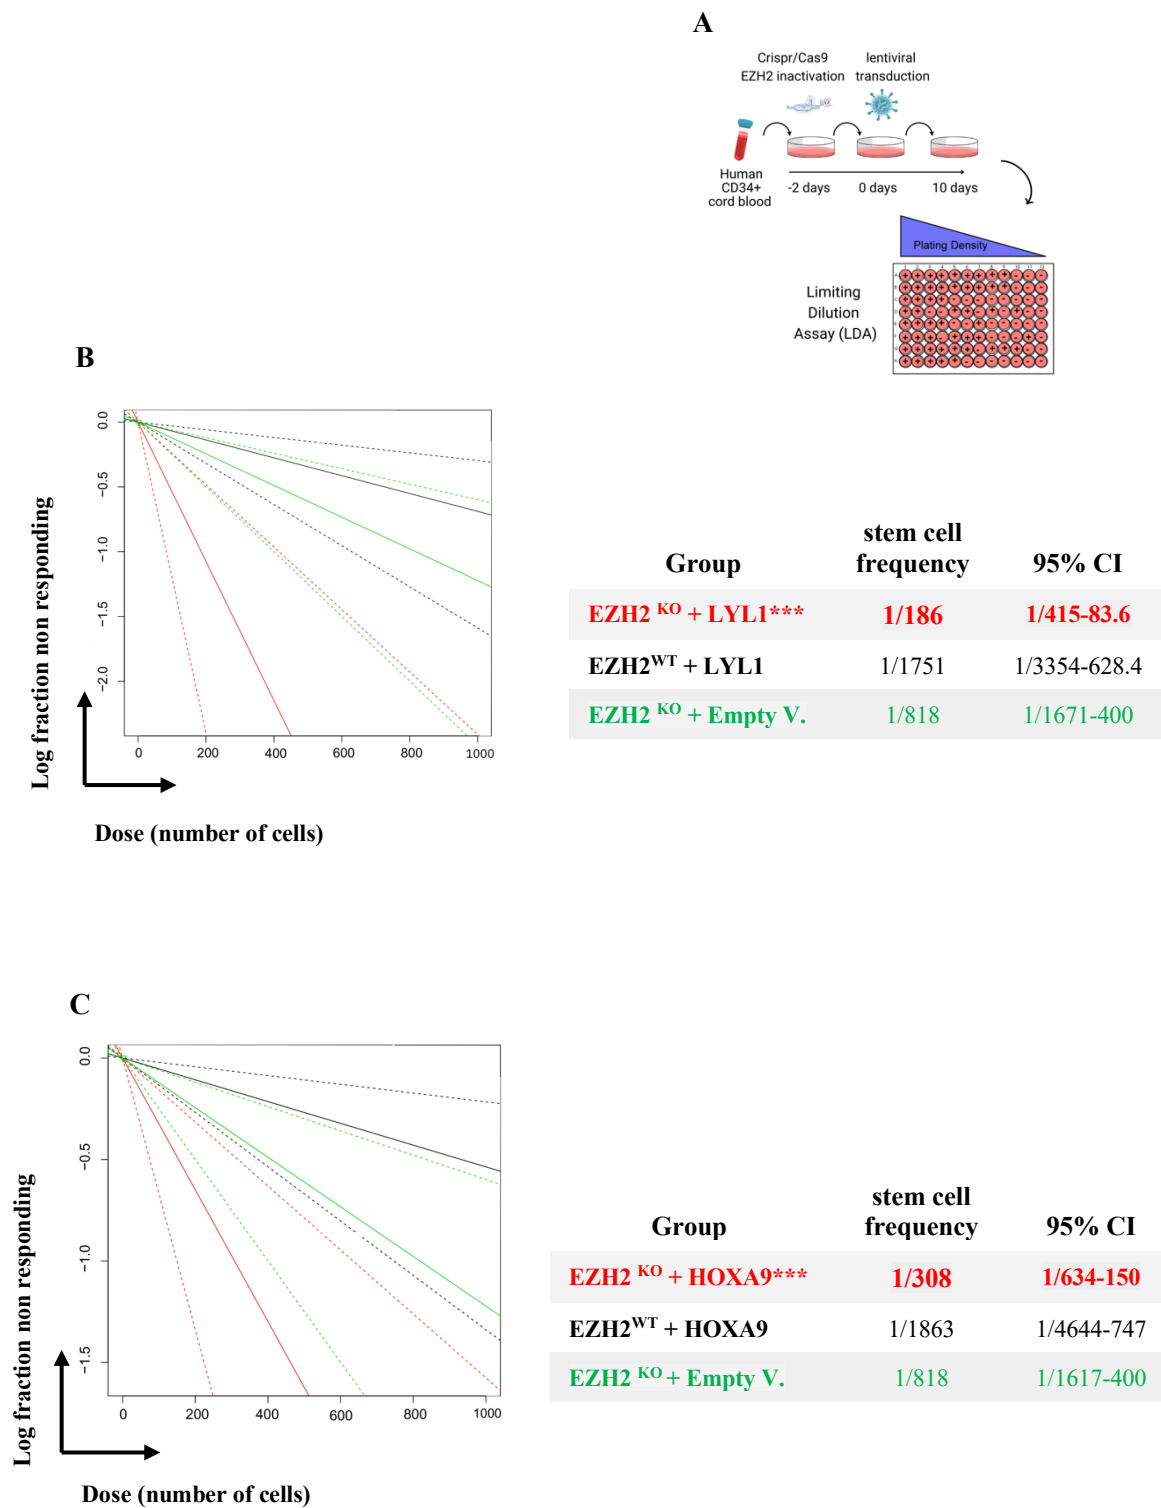 A
Crispr/Cas9
EZH2 inactivation
lentiviral
transduction
Human
CD34+
cord blood
-2 days
0 days
10 days
Plating Density
Limiting
Dilution
Assay (LDA)
B
Log fraction non responding
0.0
−0.5
−1.0
−1.5
−2.0
0 200 400 600 800 1000
Dose (number of cells)
Group stem cell frequency 95% CI
EZH2 KO + LYL1*** 1/186 1/415-83.6
EZH2WT + LYL1 1/1751 1/3354-628.4
EZH2 KO + Empty V. 1/818 1/1671-400
C
Log fraction non responding
0.0
−0.5
−1.0
−1.5
0 200 400 600 800 1000
Dose (number of cells)
Group stem cell frequency 95% CI
EZH2 KO + HOXA9*** 1/308 1/634-150
EZH2WT + HOXA9 1/1863 1/4644-747
EZH2 KO + Empty V. 1/818 1/1617-400